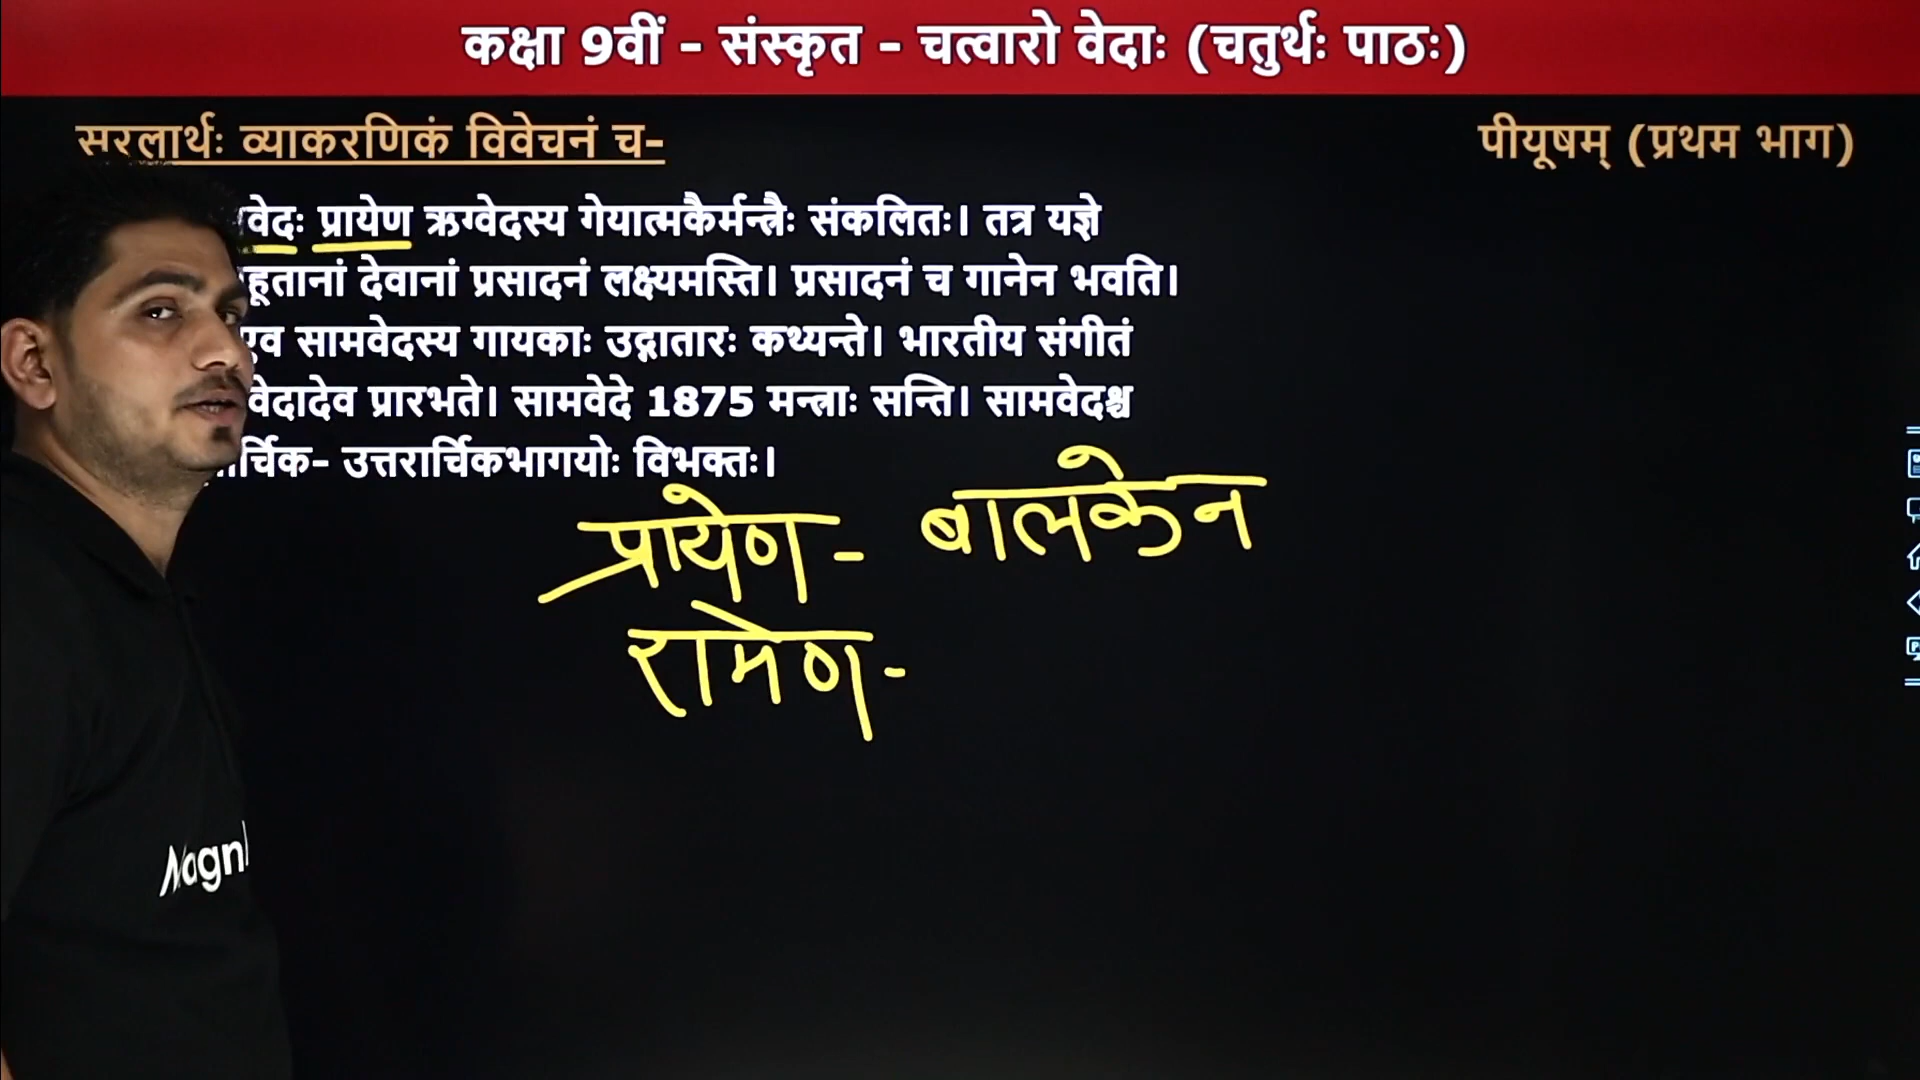 कक्षा 9वीं - संस्कृत - चत्वारो वेदाः (चतुर्थः पाठः)
सरलार्थः व्याकरणिकं विवेचनं च-
पीयूषम् (प्रथम भाग)
वेदः प्रायेण ऋग्वेदस्य गेयात्मकैर्मन्त्रैः संकलितः। तत्र यज्ञे
हूतानां देवानां प्रसादनं लक्ष्यमस्ति। प्रसादनं च गानेन भवति।
एव सामवेदस्य गायकाः उद्गातारः कथ्यन्ते। भारतीय संगीतं
वेदादेव प्रारभते। सामवेदे 1875 मन्त्राः सन्ति। सामवेदश्च
र्चिक- उत्तरार्चिकभागयोः विभक्तः।
प्रायेण - बालकेन
रामेण -